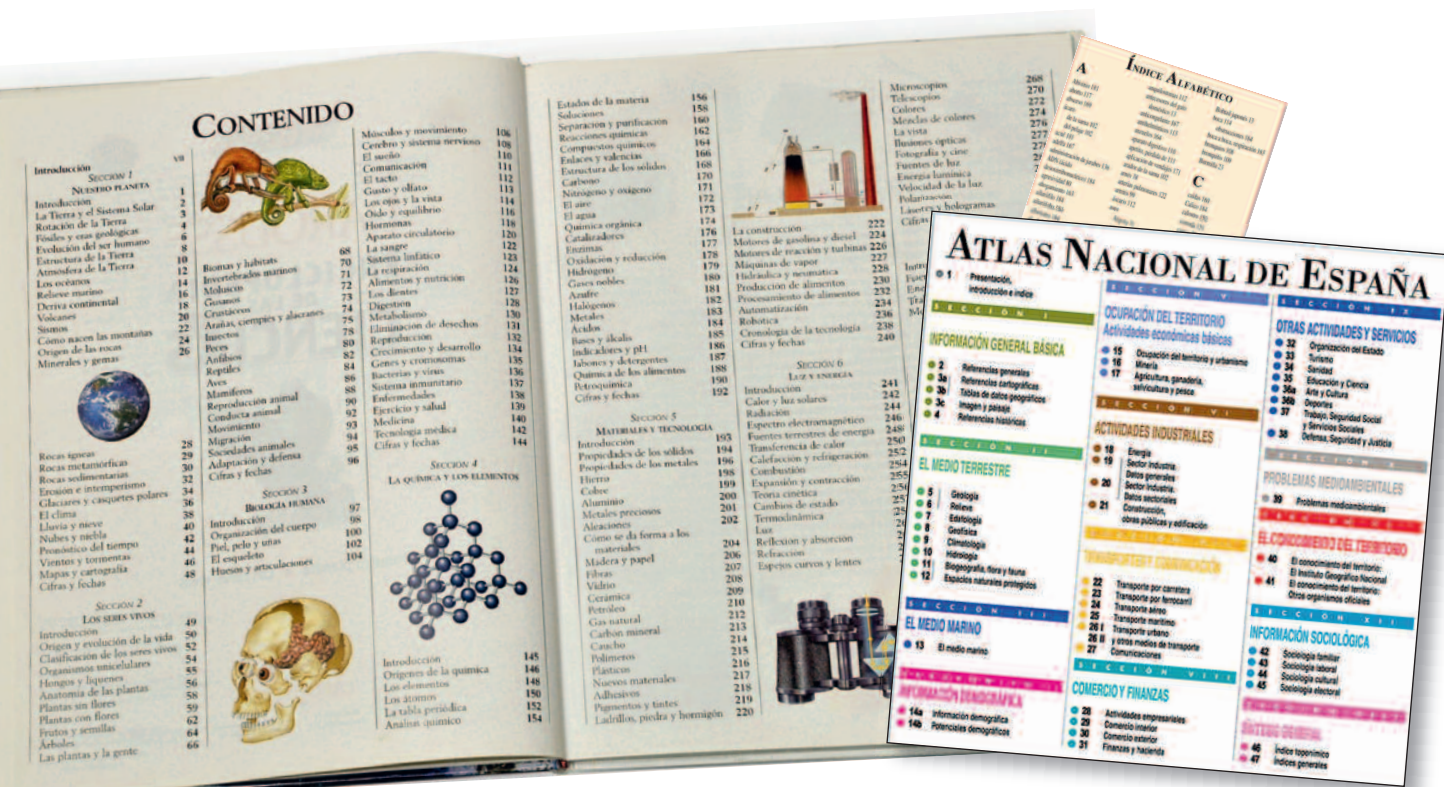 CONTENIDO
Introducción vii
SECCIÓN 1
NUESTRO PLANETA
Introducción 1
La Tierra y el Sistema Solar 2
Rotación de la Tierra 3
Fósiles y eras geológicas 4
Evolución del ser humano 6
Estructura de la Tierra 8
Atmósfera de la Tierra 10
Los océanos 12
Relieve marino 14
Deriva continental 16
Volcanes 18
Sismos 20
Cómo nacen las montañas 22
Origen de las rocas 24
Minerales y gemas 26
Rocas ígneas 28
Rocas metamórficas 29
Rocas sedimentarias 30
Erosión e intemperismo 32
Glaciares y casquetes polares 34
El clima 36
Lluvia y nieve 38
Nubes y niebla 40
Pronóstico del tiempo 42
Vientos y tormentas 44
Mapas y cartografía 46
Cifras y fechas 48
SECCIÓN 2
LOS SERES VIVOS
Introducción 49
Origen y evolución de la vida 50
Clasificación de los seres vivos 52
Organismos unicelulares 54
Hongos y líquenes 55
Anatomía de las plantas 56
Plantas sin flores 58
Plantas con flores 59
Frutos y semillas 62
Árboles 64
Las plantas y la gente 66
Biomas y hábitats 68
Invertebrados marinos 70
Moluscos 71
Gusanos 72
Crustáceos 73
Arañas, ciempiés y alacranes 74
Insectos 75
Peces 78
Anfibios 80
Reptiles 82
Aves 84
Mamíferos 86
Reproducción animal 88
Conducta animal 90
Movimiento 92
Migración 93
Sociedades animales 94
Adaptación y defensa 95
Cifras y fechas 96
SECCIÓN 3
BIOLOGÍA HUMANA
Introducción 97
Organización del cuerpo 98
Piel, pelo y uñas 100
El esqueleto 102
Huesos y articulaciones 104
Músculos y movimiento 106
Cerebro y sistema nervioso 108
El sueño 110
Comunicación 111
El tacto 112
Gusto y olfato 113
Los ojos y la vista 114
Oído y equilibrio 116
Hormonas 118
Aparato circulatorio 120
La sangre 122
Sistema linfático 123
La respiración 124
Alimentos y nutrición 126
Los dientes 127
Digestión 128
Metabolismo 130
Eliminación de desechos 131
Reproducción 132
Crecimiento y desarrollo 134
Genes y cromosomas 135
Bacterias y virus 136
Sistema inmunitario 137
Enfermedades 138
Ejercicio y salud 139
Medicina 140
Tecnología médica 142
Cifras y fechas 144
SECCIÓN 4
LA QUÍMICA Y LOS ELEMENTOS
Introducción 145
Orígenes de la química 146
Los elementos 148
Los átomos 150
La tabla periódica 152
Análisis químico 154
Estados de la materia 156
Soluciones 158
Separación y purificación 160
Reacciones químicas 162
Compuestos químicos 164
Enlaces y valencias 166
Estructura de los sólidos 168
Carbono 170
Nitrógeno y oxígeno 171
El aire 172
El agua 173
Química orgánica 174
Catalizadores 176
Enzimas 177
Oxidación y reducción 178
Hidrógeno 179
Gases nobles 180
Azufre 181
Halógenos 182
Metales 183
Ácidos 184
Bases y álcalis 185
Indicadores y pH 186
Jabones y detergentes 187
Química de los alimentos 188
Petroquímica 190
Cifras y fechas 192
SECCIÓN 5
MATERIALES Y TECNOLOGÍA
Introducción 193
Propiedades de los sólidos 194
Propiedades de los metales 196
Hierro 198
Cobre 199
Aluminio 200
Metales preciosos 201
Aleaciones 202
Cómo se da forma a los
materiales 204
Madera y papel 206
Fibras 207
Vidrio 208
Cerámica 209
Petróleo 210
Gas natural 212
Carbón mineral 213
Caucho 214
Polímeros 215
Plásticos 216
Nuevos materiales 217
Adhesivos 218
Pigmentos y tintes 219
Ladrillos, piedra y hormigón 220
La construcción 222
Motores de gasolina y diesel 224
Motores de reacción y turbinas 226
Máquinas de vapor 227
Hidráulica y neumática 228
Producción de alimentos 230
Procesamiento de alimentos 232
Automatización 234
Robótica 236
Cronología de la tecnología 238
Cifras y fechas 240
SECCIÓN 6
LUZ Y ENERGÍA
Introducción 241
Calor y luz solares 242
Radiación 244
Espectro electromagnético 246
Fuentes terrestres de energía 248
Transferencia de calor 250
Calefacción y refrigeración 252
Combustión 254
Expansión y contracción 255
Teoría cinética
Cambios de estado
Termodinámica
Luz
Reflexión y absorción
Refracción
Espejos curvos y lentes
Microscopios 268
Telescopios 270
Colores 272
Mezclas de colores 274
La vista 276
Ilusiones ópticas 277
Fotografía y cine
Fuentes de luz
Energía lumínica
Velocidad de la luz
Polarización
Láseres y hologramas
ÍNDICE ALFABÉTICO
A
C
ATLAS NACIONAL DE ESPAÑA
1 Presentación,
introducción e índice
SECCIÓN I
INFORMACIÓN GENERAL BÁSICA
2 Referencias generales
3a Referencias cartográficas
3b Tablas de datos geográficos
3c Imagen y paisaje
4 Referencias históricas
SECCIÓN II
EL MEDIO TERRESTRE
5 Geología
6 Relieve
7 Edafología
8 Geofísica
9 Climatología
10 Hidrología
11 Biogeografía, flora y fauna
12 Espacios naturales protegidos
SECCIÓN III
EL MEDIO MARINO
13 El medio marino
INFORMACIÓN DEMOGRÁFICA
14a Información demográfica
14b Potenciales demográficos
SECCIÓN V
OCUPACIÓN DEL TERRITORIO
Actividades económicas básicas
15 Ocupación del territorio y urbanismo
16 Minería
17 Agricultura, ganadería,
selvicultura y pesca
SECCIÓN VI
ACTIVIDADES INDUSTRIALES
18 Energía
19 Sector industria.
Datos generales
20 Sector industria.
Datos sectoriales
21 Construcción,
obras públicas y edificación
TRANSPORTES Y COMUNICACIÓN
22 Transporte por carretera
23 Transporte por ferrocarril
24 Transporte aéreo
25 Transporte marítimo
26 I Transporte urbano
26 II y otros medios de transporte
27 Comunicaciones
SECCIÓN VIII
COMERCIO Y FINANZAS
28 Actividades empresariales
29 Comercio interior
30 Comercio exterior
31 Finanzas y hacienda
SECCIÓN IX
OTRAS ACTIVIDADES Y SERVICIOS
32 Organización del Estado
33 Turismo
34 Sanidad
35 Educación y Ciencia
36a Arte y Cultura
36b Deportes
37 Trabajo, Seguridad Social
y Servicios Sociales
38 Defensa, Seguridad y Justicia
SECCIÓN X
PROBLEMAS MEDIOAMBIENTALES
39 Problemas medioambientales
EL CONOCIMIENTO DEL TERRITORIO
40 El conocimiento del territorio:
El Instituto Geográfico Nacional
41 El conocimiento del territorio:
Otros organismos oficiales
SECCIÓN XII
INFORMACIÓN SOCIOLÓGICA
42 Sociología familiar
43 Sociología laboral
44 Sociología cultural
45 Sociología electoral
46 Índice toponímico
47 Índices generales